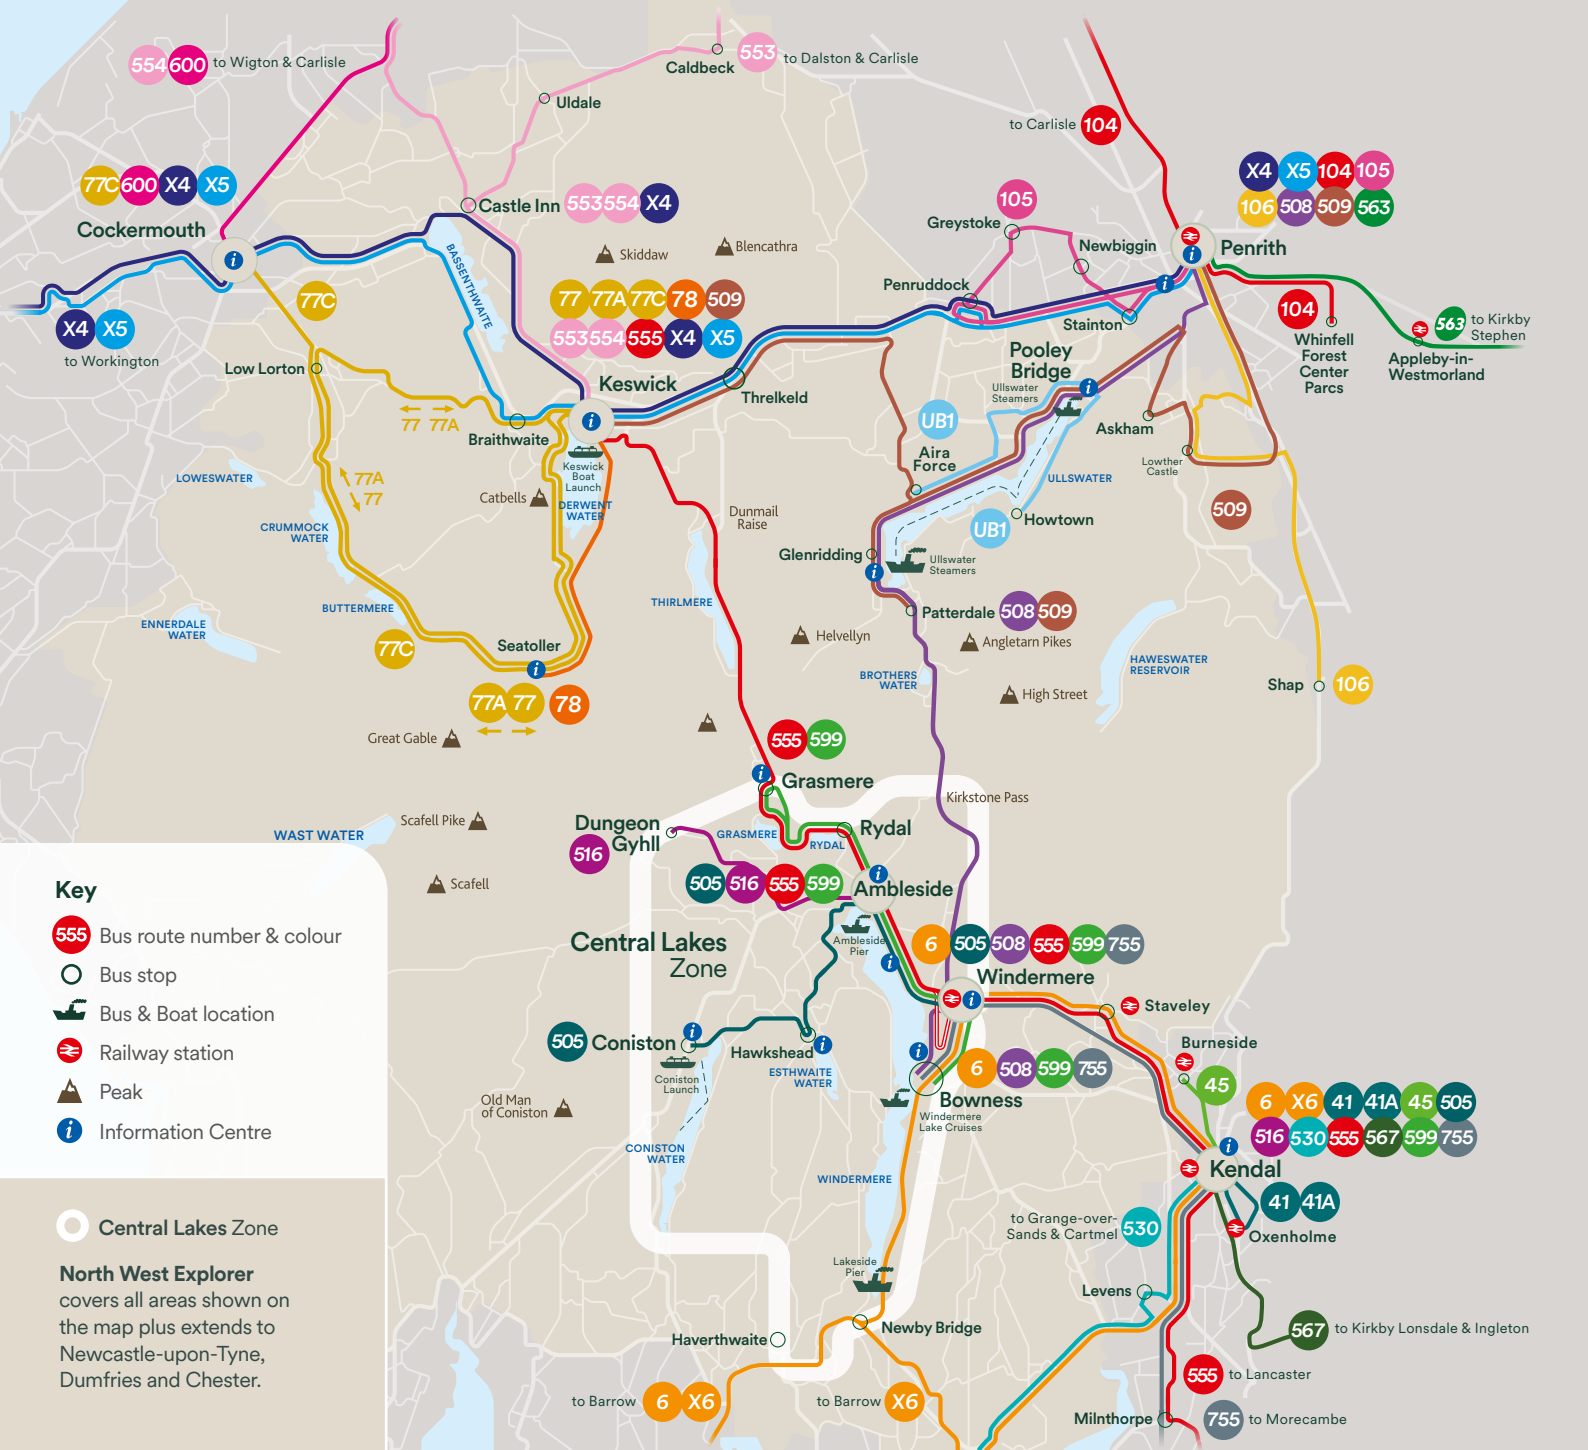 554 600 to Wigton & Carlisle
Caldbeck
553 to Dalston & Carlisle
Uldale
to Carlisle 104
77C 600 X4 X5
Cockermouth
Castle Inn 553 554 X4
105
Greystoke
Newbiggin
X4 X5 104 105
106 508 509 563
Penrith
Skiddaw
Blencathra
BASSENTHWAITE
77C
X4 X5
to Workington
77 77A 77C 78 509
553 554 555 X4 X5
Keswick
Penruddock
Stainton
104
Whinfell
Forest
Center
Parcs
563 to Kirkby
Stephen
Appleby-in-
Westmorland
Low Lorton
Threlkeld
Pooley
Bridge
Ullswater
Steamers
77 77A
Braithwaite
Keswick
Boat
Launch
UB1
Aira
Force
Askham
Lowther
Castle
LOWESWATER
77A
77
Catbells
DERWENT
WATER
ULLSWATER
509
CRUMMOCK
WATER
Dunmail
Raise
UB1
Howtown
Glenridding
Ullswater
Steamers
BUTTERMERE
THIRLMERE
ENNERDALE
WATER
77C
Seatoller
Patterdale 508 509
Helvellyn
Angletarn Pikes
BROTHERS
WATER
HAWESWATER
RESERVOIR
High Street
Shap 106
77A 77 78
Great Gable
555 599
Grasmere
Kirkstone Pass
Scafell Pike
WAST WATER
Dungeon
Gyhll
516
GRASMERE
RYDAL
Rydal
Scafell
505 516 555 599
Ambleside
Ambleside
Pier
Central Lakes
Zone
6 505 508 555 599 755
Windermere
Staveley
505 Coniston
Coniston
Launch
Hawkshead
ESTHWAITE
WATER
6 508 599 755
Bowness
Windermere
Lake Cruises
Burneside
45
6 X6 41 41A 45 505
516 530 555 567 599 755
Kendal
Old Man
of Coniston
CONISTON
WATER
WINDERMERE
41 41A
Oxenholme
to Grange-over-
Sands & Cartmel 530
Lakeside
Pier
Levens
Newby Bridge
Haverthwaite
567 to Kirkby Lonsdale & Ingleton
555 to Lancaster
to Barrow 6 X6
to Barrow X6
Milnthorpe
755 to Morecambe
Key
555 Bus route number & colour
Bus stop
Bus & Boat location
Railway station
Peak
i Information Centre
Central Lakes Zone
North West Explorer
covers all areas shown on
the map plus extends to
Newcastle-upon-Tyne,
Dumfries and Chester.